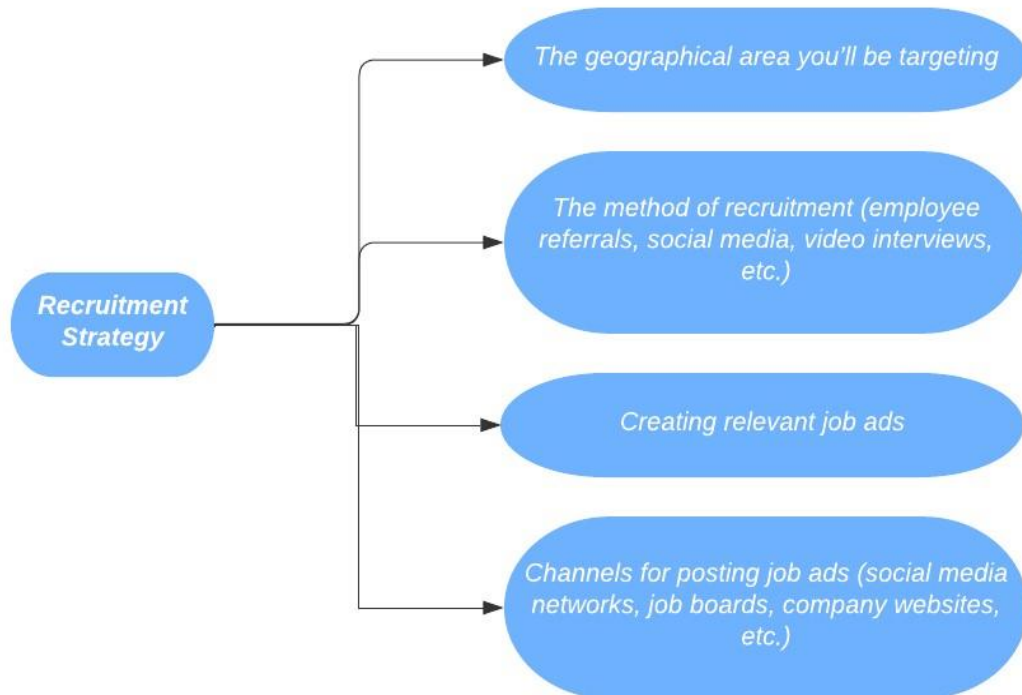 The geographical area you'll be targeting
The method of recruitment (employee
referrals, social media, video interviews,
etc.)
Recruitment
Strategy
Creating relevant job ads
Channels for posting job ads (social media
networks, job boards, company websites,
etc.)